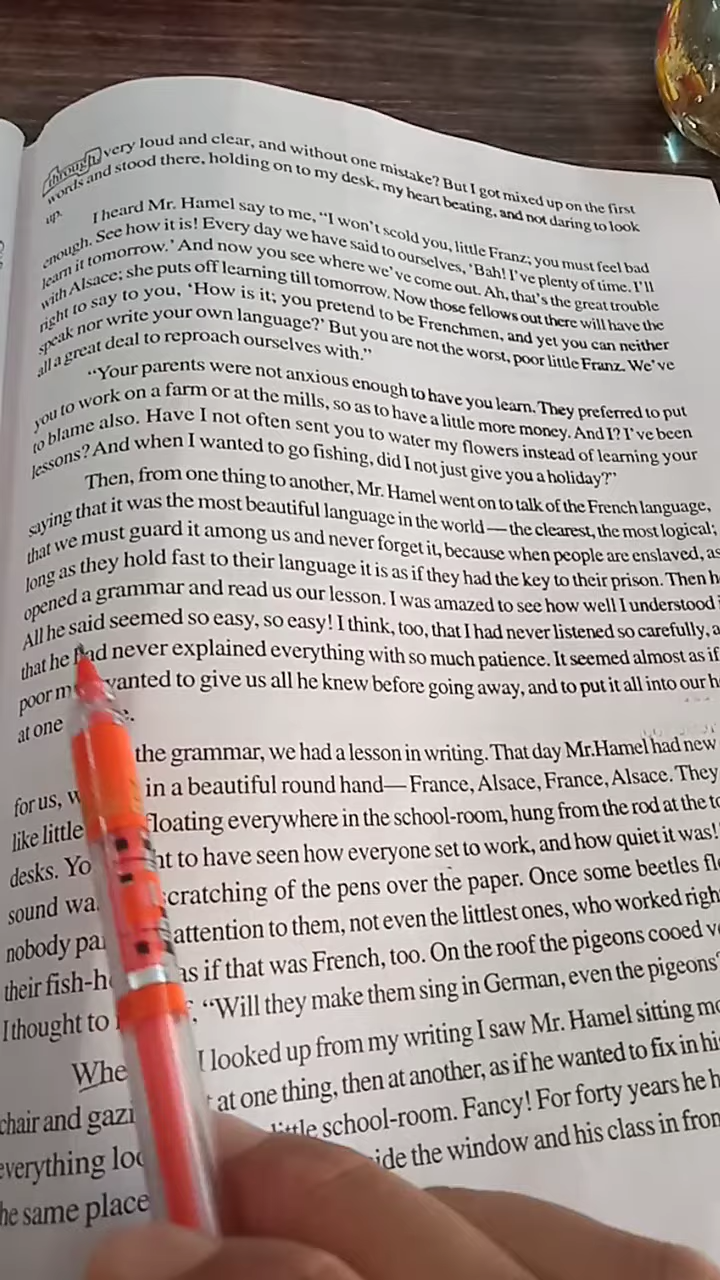 through very loud and clear, and without one mistake? But I got mixed up on the first
words and stood there, holding on to my desk, my heart beating, and not daring to look
up.
I heard Mr. Hamel say to me, “I won’t scold you, little Franz; you must feel bad
enough. See how it is! Every day we have said to ourselves, ‘Bah! I’ve plenty of time. I’ll
learn it tomorrow.’ And now you see where we’ve come out. Ah, that’s the great trouble
with Alsace; she puts off learning till tomorrow. Now those fellows out there will have the
right to say to you, ‘How is it; you pretend to be Frenchmen, and yet you can neither
speak nor write your own language?’ But you are not the worst, poor little Franz. We’ve
all a great deal to reproach ourselves with.”
“Your parents were not anxious enough to have you learn. They preferred to put
you to work on a farm or at the mills, so as to have a little more money. And I? I’ve been
to blame also. Have I not often sent you to water my flowers instead of learning your
lessons? And when I wanted to go fishing, did I not just give you a holiday?”
Then, from one thing to another, Mr. Hamel went on to talk of the French language,
saying that it was the most beautiful language in the world — the clearest, the most logical;
that we must guard it among us and never forget it, because when people are enslaved, as
long as they hold fast to their language it is as if they had the key to their prison. Then h
opened a grammar and read us our lesson. I was amazed to see how well I understood
All he said seemed so easy, so easy! I think, too, that I had never listened so carefully, a
that he had never explained everything with so much patience. It seemed almost as if
poor m wanted to give us all he knew before going away, and to put it all into our h
at one
the grammar, we had a lesson in writing. That day Mr.Hamel had new
for us, w in a beautiful round hand— France, Alsace, France, Alsace. They
like little floating everywhere in the school-room, hung from the rod at the to
desks. Yo ht to have seen how everyone set to work, and how quiet it was!
sound wa scratching of the pens over the paper. Once some beetles fl
nobody pa attention to them, not even the littlest ones, who worked righ
their fish-h as if that was French, too. On the roof the pigeons cooed v
I thought to “Will they make them sing in German, even the pigeons
Whe I looked up from my writing I saw Mr. Hamel sitting mo
chair and gazi at one thing, then at another, as if he wanted to fix in hi
everything loo little school-room. Fancy! For forty years he h
he same place ide the window and his class in fron